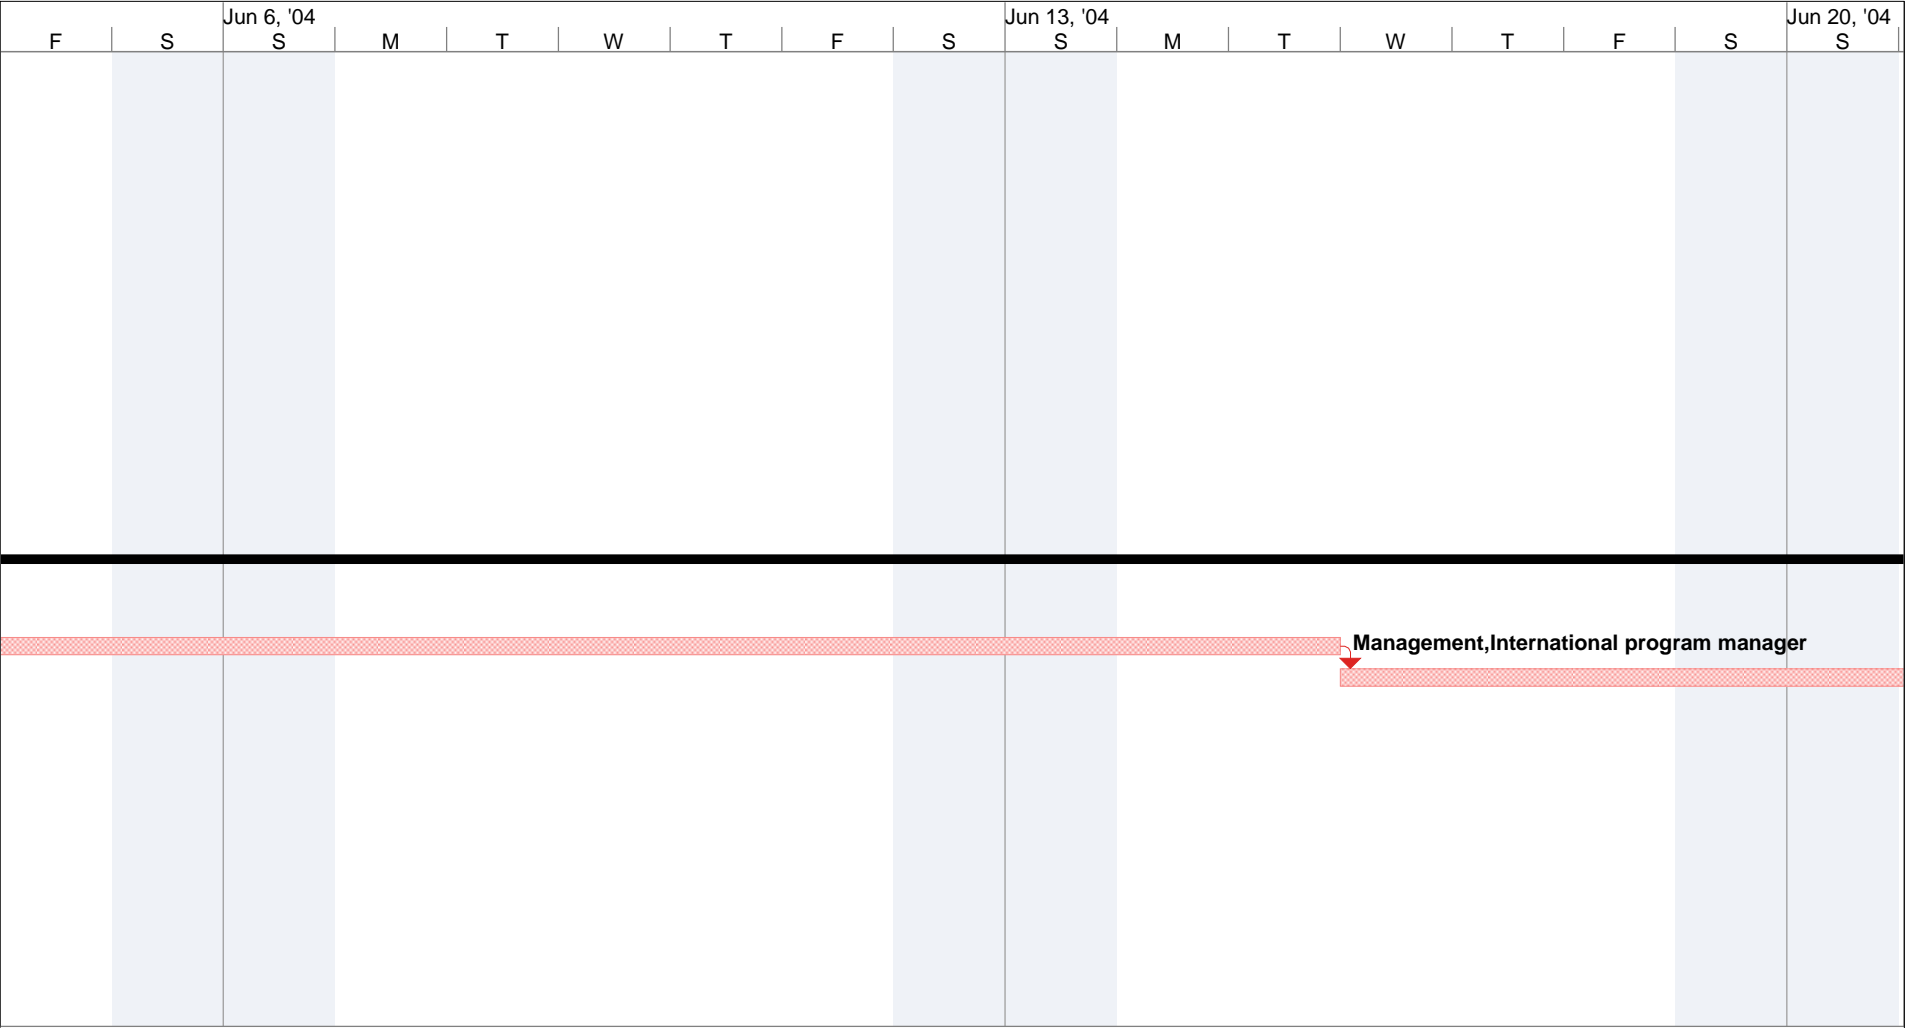 Jun 6, '04 Jun 13, '04 Jun 20, '04
F S S M T W T F S S M T W T F S S
Management,International program manager